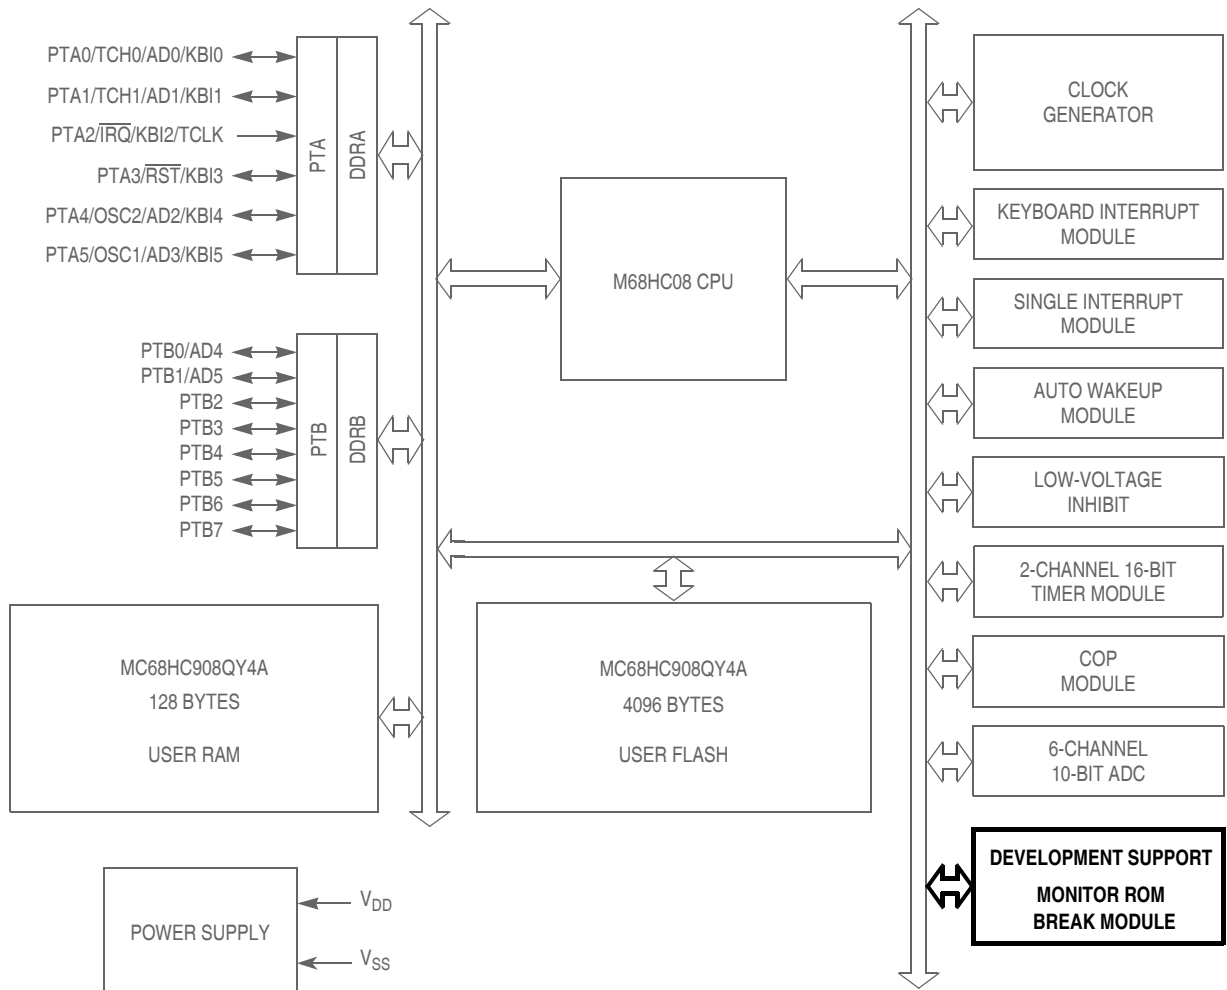 PTA0/TCH0/AD0/KBI0
PTA1/TCH1/AD1/KBI1
PTA2/IRQ/KBI2/TCLK
PTA3/RST/KBI3
PTA4/OSC2/AD2/KBI4
PTA5/OSC1/AD3/KBI5
PTA
DDRA
PTB0/AD4
PTB1/AD5
PTB2
PTB3
PTB4
PTB5
PTB6
PTB7
PTB
DDRB
M68HC08 CPU
MC68HC908QY4A
128 BYTES
USER RAM
MC68HC908QY4A
4096 BYTES
USER FLASH
POWER SUPPLY
VDD
VSS
CLOCK
GENERATOR
KEYBOARD INTERRUPT
MODULE
SINGLE INTERRUPT
MODULE
AUTO WAKEUP
MODULE
LOW-VOLTAGE
INHIBIT
2-CHANNEL 16-BIT
TIMER MODULE
COP
MODULE
6-CHANNEL
10-BIT ADC
DEVELOPMENT SUPPORT
MONITOR ROM
BREAK MODULE